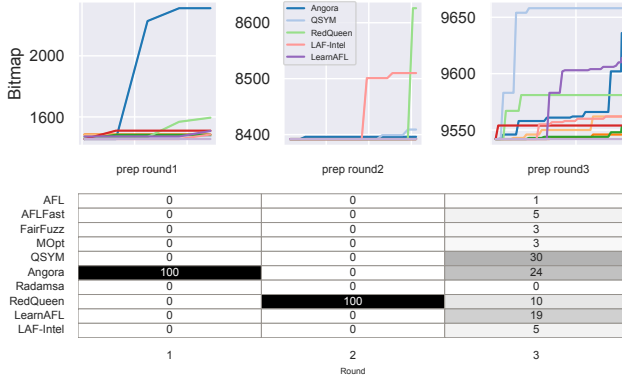 Bitmap
2000
1600
prep round1
8600
8500
8400
Angora
QSYM
RedQueen
LAF-Intel
LearnAFL
prep round2
9650
9600
9550
prep round3
AFL 0 0 1
AFLFast 0 0 5
FairFuzz 0 0 3
MOpt 0 0 3
QSYM 0 0 30
Angora 100 0 24
Radamsa 0 0 0
RedQueen 0 100 10
LearnAFL 0 0 19
LAF-Intel 0 0 5
1 2 3
Round